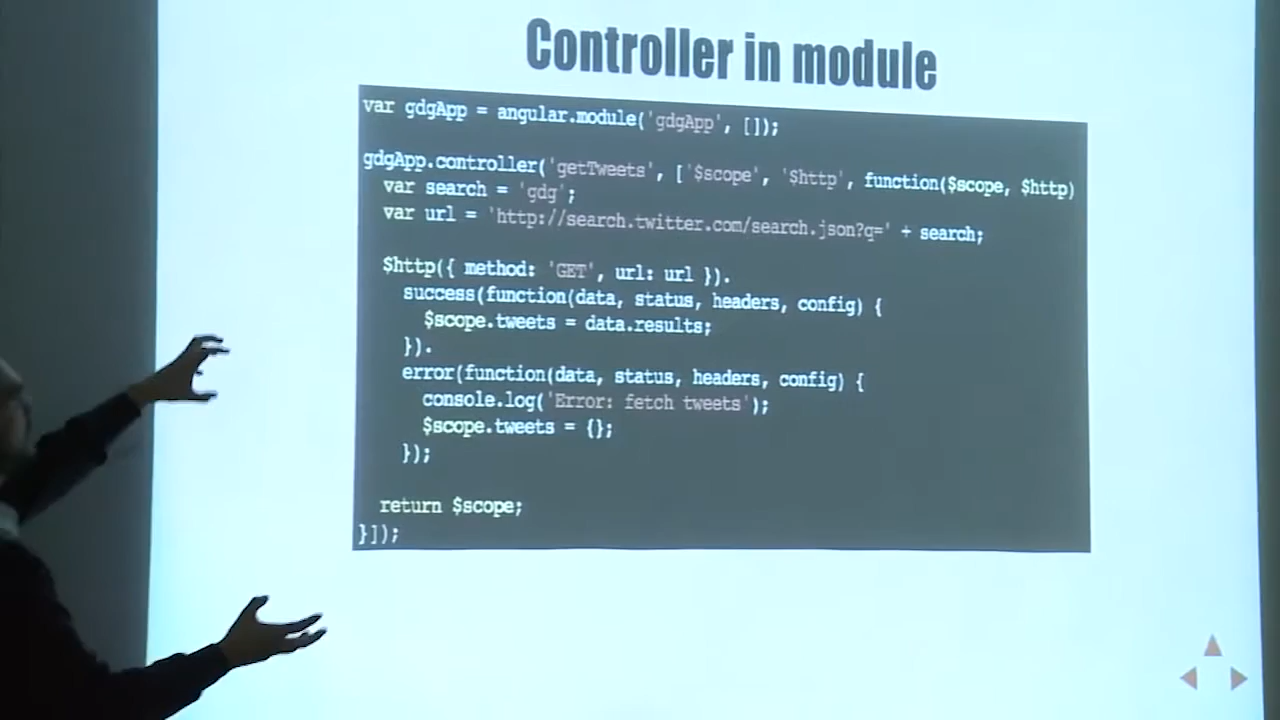 Controller in module
var gdgApp = angular.module('gdgApp', []);
gdgApp.controller('getTweets', ['$scope', '$http', function($scope, $http)
var search = 'gdg';
var url = 'http://search.twitter.com/search.json?q=' + search;
$http({ method: 'GET', url: url }).
success(function(data, status, headers, config) {
$scope.tweets = data.results;
}).
error(function(data, status, headers, config) {
console.log('Error: fetch tweets');
$scope.tweets = {};
});
return $scope;
}]);